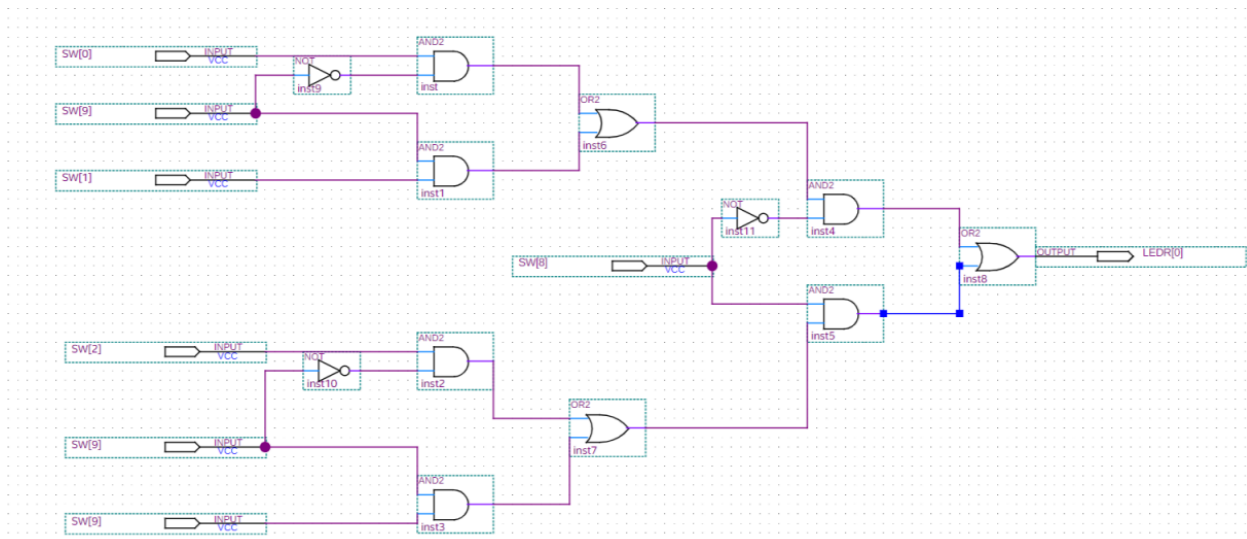 SW[0]
INPUT
VCC
NOT
inst9
AND2
inst
SW[9]
INPUT
VCC
OR2
inst6
SW[1]
INPUT
VCC
AND2
inst1
NOT
inst11
AND2
inst4
SW[8]
INPUT
VCC
OR2
inst8
OUTPUT
LEDR[0]
AND2
inst5
SW[2]
INPUT
VCC
NOT
inst10
AND2
inst2
OR2
inst7
SW[9]
INPUT
VCC
AND2
inst3
SW[9]
INPUT
VCC